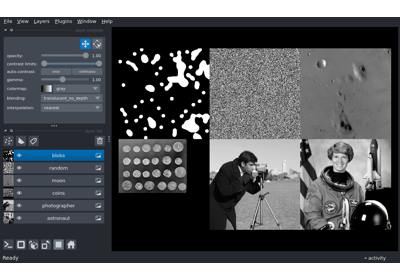 File View Layers Plugins Window Help
opacity: 1.00
contrast limits:
auto-contrast: once continuous
gamma: 1.00
colormap: gray
blending: translucent_no_depth
interpolation: nearest
blobs
random
moon
coins
photographer
astronaut
Ready
activity